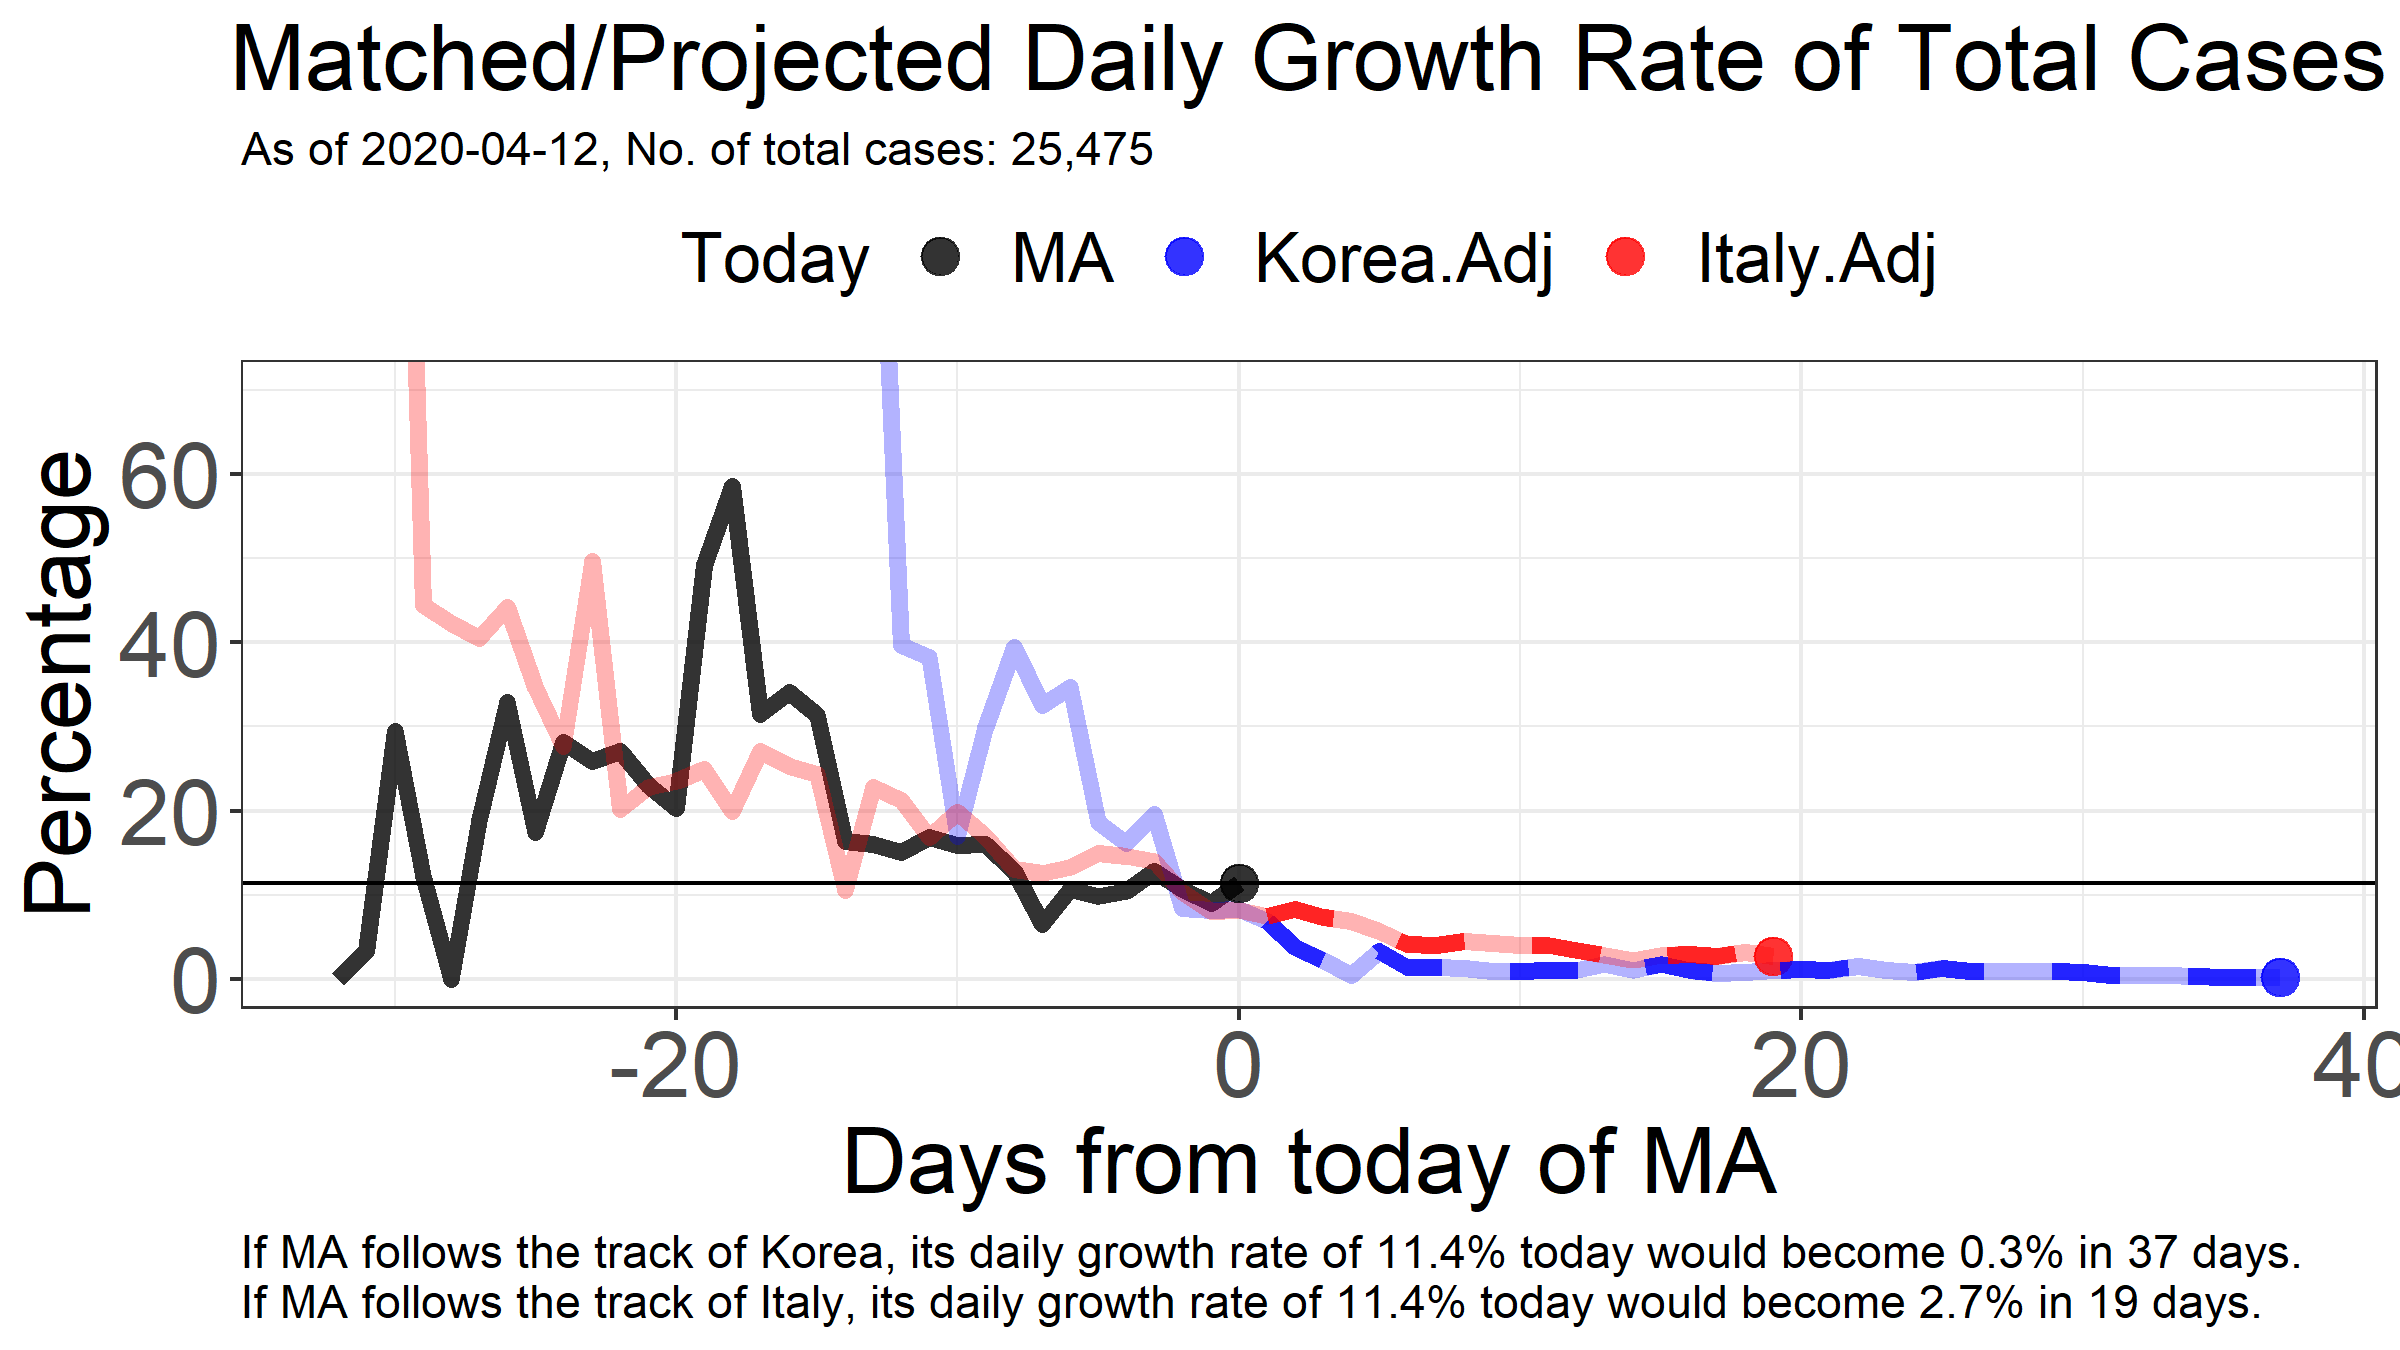 Matched/Projected Daily Growth Rate of Total Cases
As of 2020-04-12, No. of total cases: 25,475
Today MA Korea.Adj Italy.Adj
Percentage
60
40
20
0
-20 0 20 40
Days from today of MA
If MA follows the track of Korea, its daily growth rate of 11.4% today would become 0.3% in 37 days.
If MA follows the track of Italy, its daily growth rate of 11.4% today would become 2.7% in 19 days.